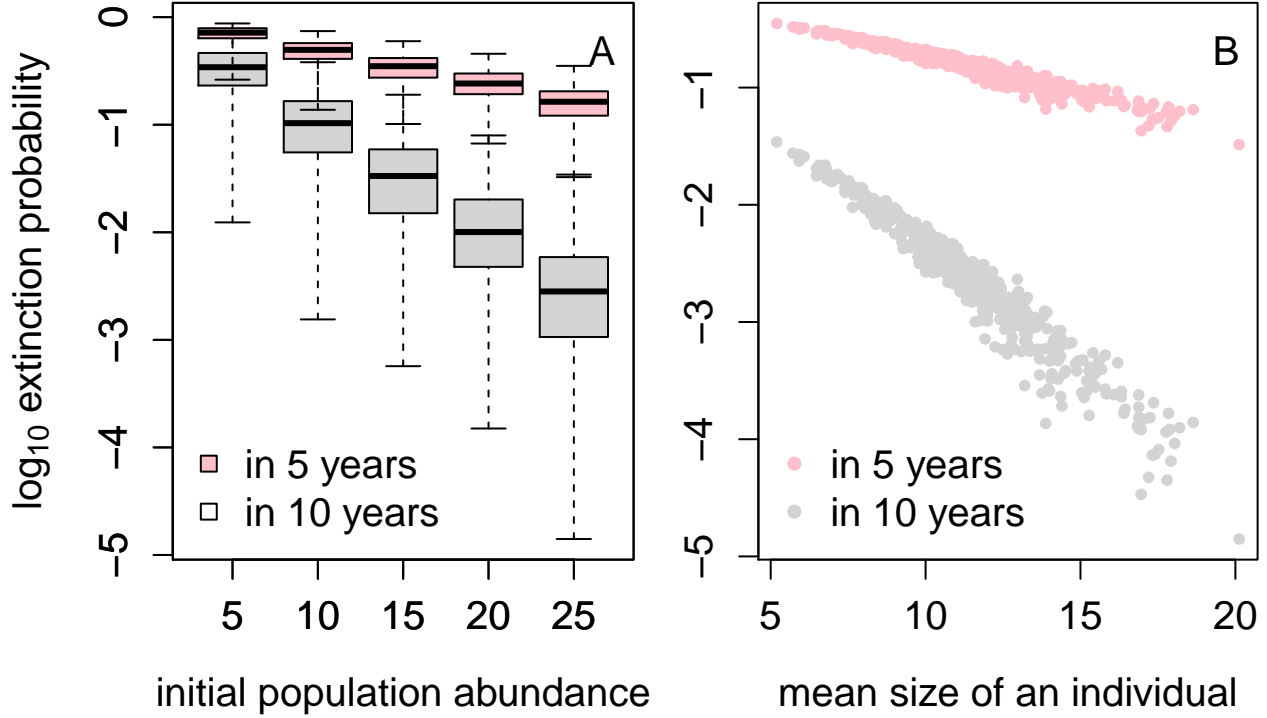 log₁₀ extinction probability
0
−1
−2
−3
−4
−5
A
in 5 years
in 10 years
5 10 15 20 25
initial population abundance
−1
−2
−3
−4
−5
B
in 5 years
in 10 years
5 10 15 20
mean size of an individual